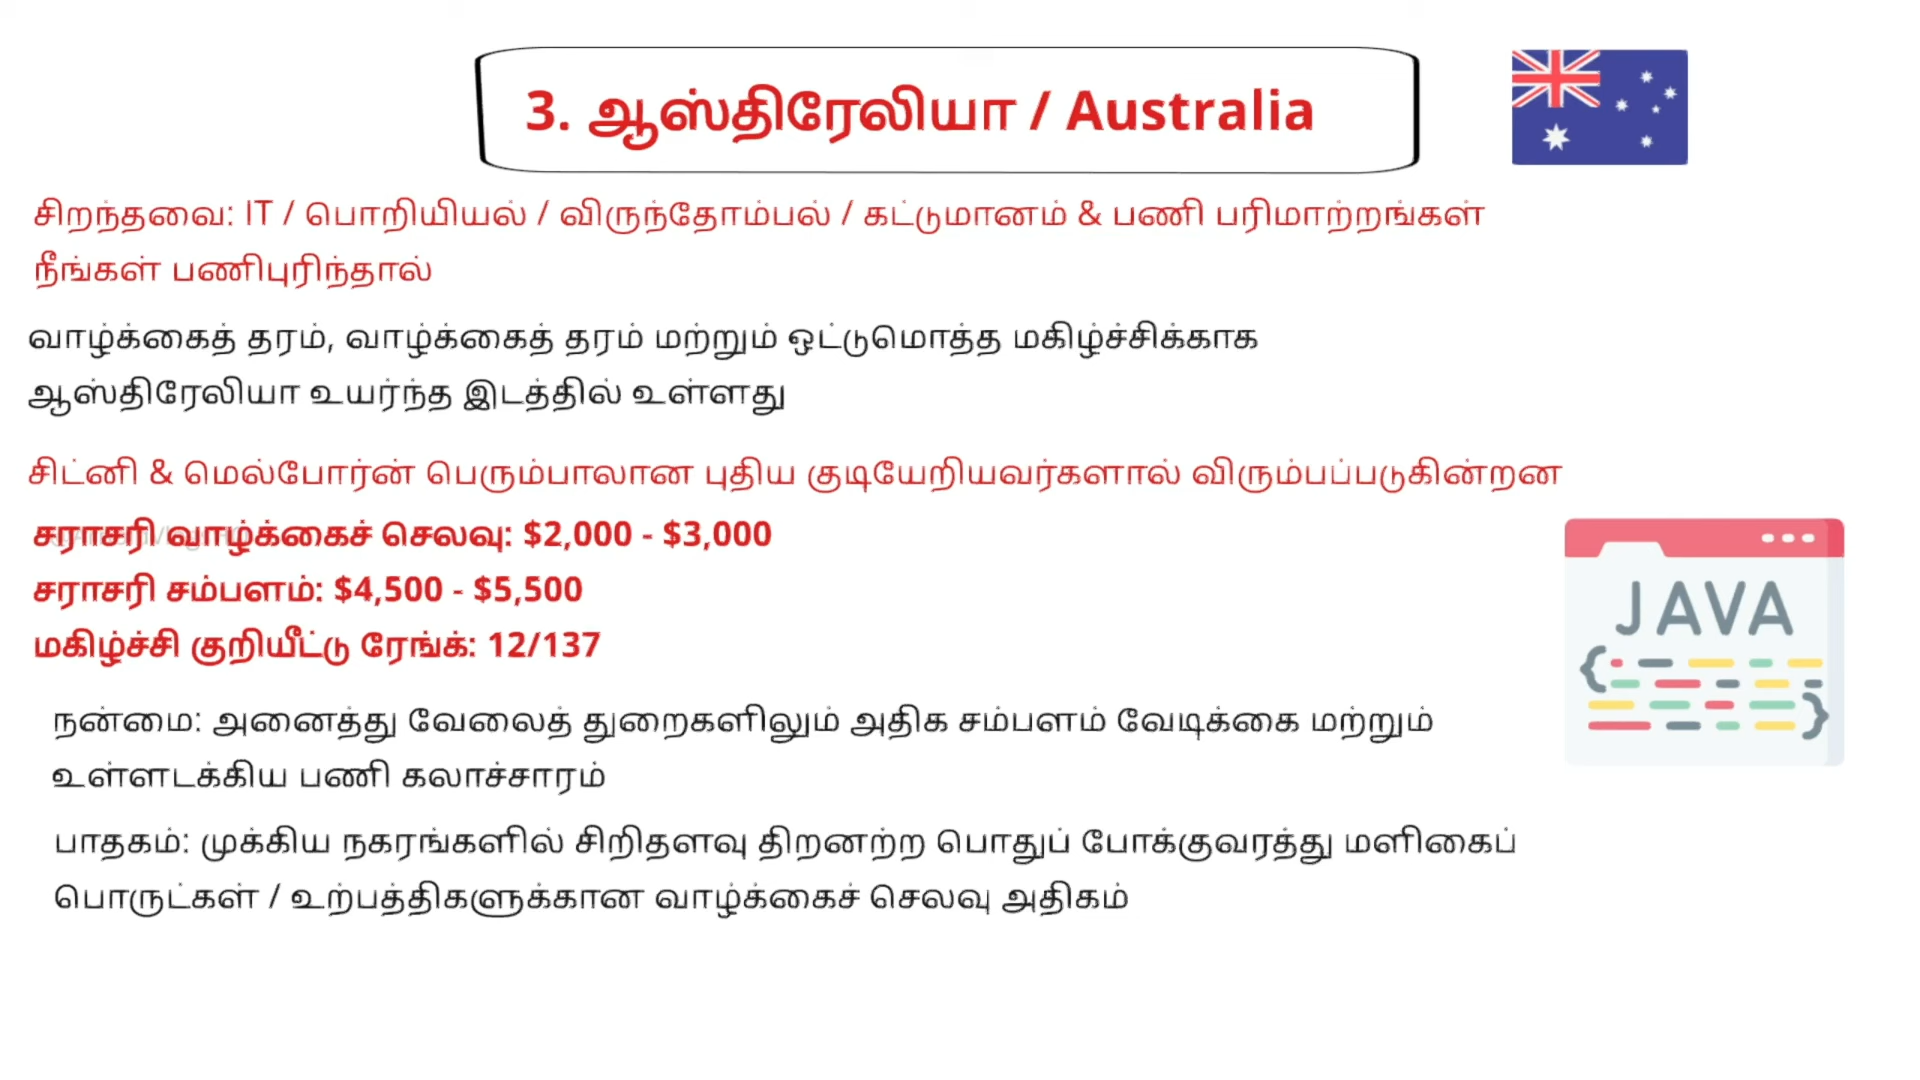 3. ஆஸ்திரேலியா / Australia
சிறந்தவை: IT / பொறியியல் / விருந்தோம்பல் / கட்டுமானம் & பணி பரிமாற்றங்கள்
நீங்கள் பணிபுரிந்தால்
வாழ்க்கைத் தரம், வாழ்க்கைத் தரம் மற்றும் ஒட்டுமொத்த மகிழ்ச்சிக்காக
ஆஸ்திரேலியா உயர்ந்த இடத்தில் உள்ளது
சிட்னி & மெல்போர்ன் பெரும்பாலான புதிய குடியேறியவர்களால் விரும்பப்படுகின்றன
சராசரி வாழ்க்கைச் செலவு: $2,000 - $3,000
சராசரி சம்பளம்: $4,500 - $5,500
மகிழ்ச்சி குறியீட்டு ரேங்க்: 12/137
JAVA
நன்மை: அனைத்து வேலைத் துறைகளிலும் அதிக சம்பளம் வேடிக்கை மற்றும்
உள்ளடக்கிய பணி கலாச்சாரம்
பாதகம்: முக்கிய நகரங்களில் சிறிதளவு திறனற்ற பொதுப் போக்குவரத்து மளிகைப்
பொருட்கள் / உற்பத்திகளுக்கான வாழ்க்கைச் செலவு அதிகம்